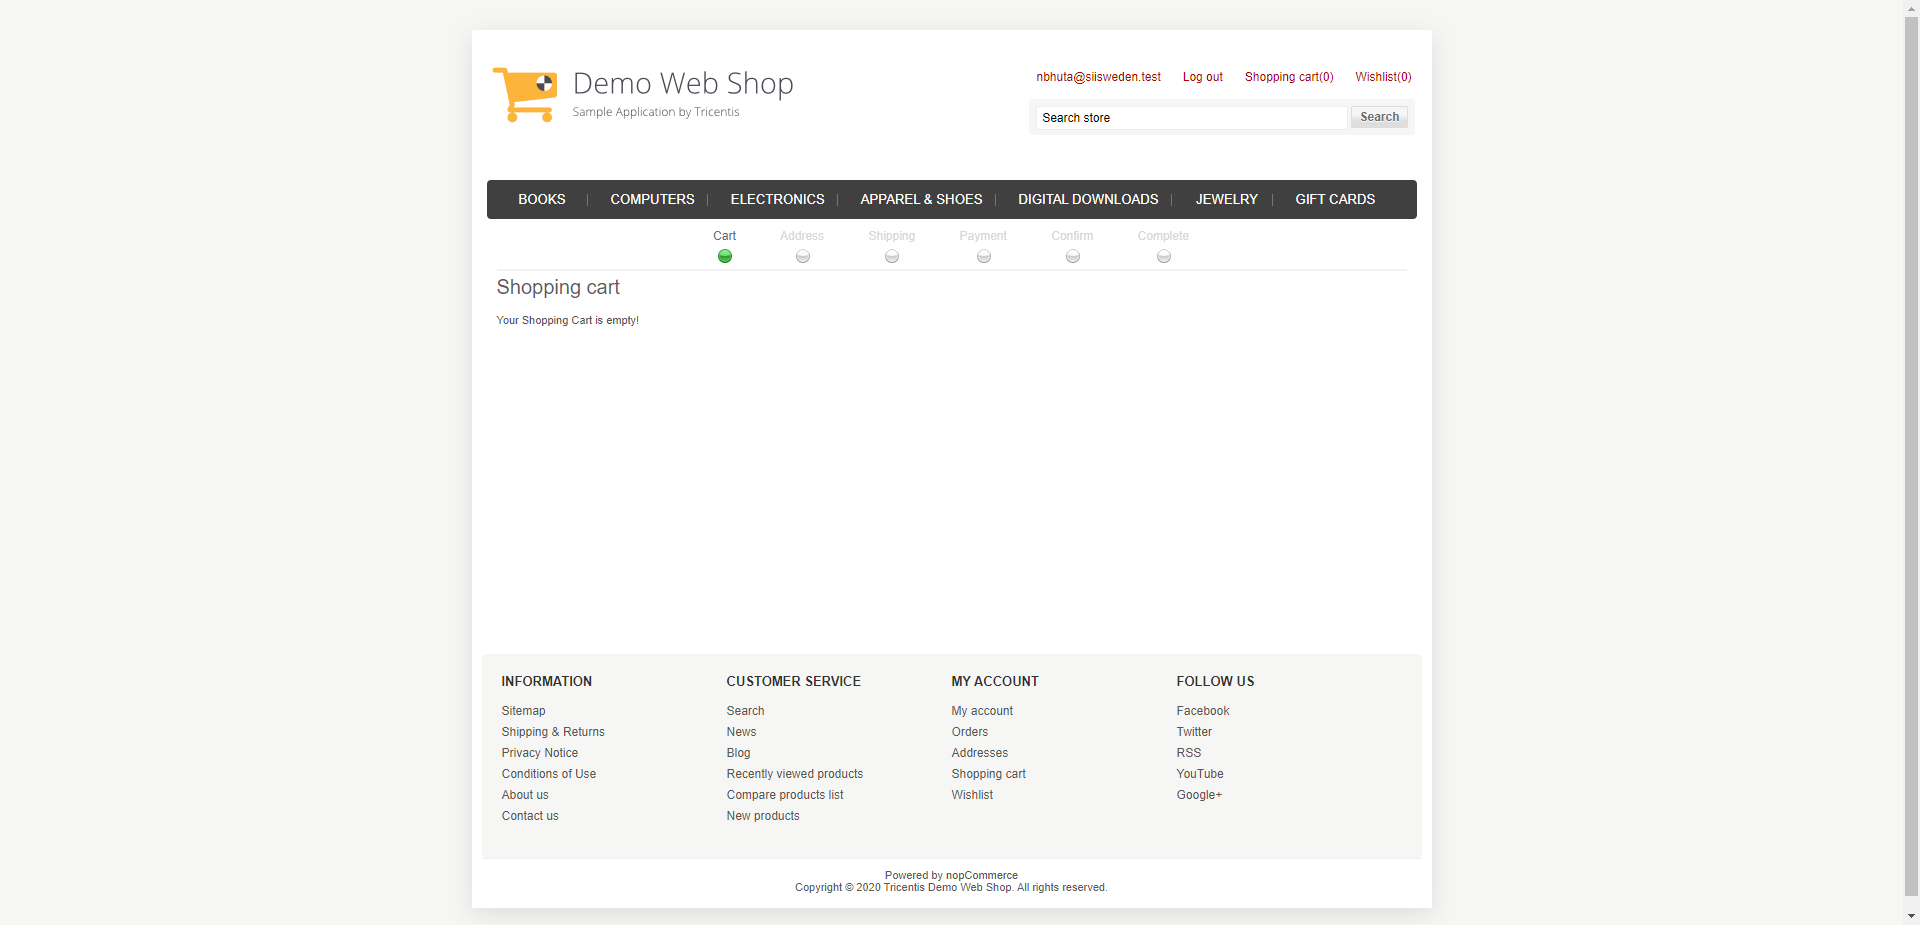 Demo Web Shop
Sample Application by Tricentis
nbhuta@siisweden.test Log out Shopping cart(0) Wishlist(0)
Search store Search
BOOKS COMPUTERS ELECTRONICS APPAREL & SHOES DIGITAL DOWNLOADS JEWELRY GIFT CARDS
Cart Address Shipping Payment Confirm Complete
Shopping cart
Your Shopping Cart is empty!
INFORMATION
Sitemap
Shipping & Returns
Privacy Notice
Conditions of Use
About us
Contact us
CUSTOMER SERVICE
Search
News
Blog
Recently viewed products
Compare products list
New products
MY ACCOUNT
My account
Orders
Addresses
Shopping cart
Wishlist
FOLLOW US
Facebook
Twitter
RSS
YouTube
Google+
Powered by nopCommerce
Copyright © 2020 Tricentis Demo Web Shop. All rights reserved.